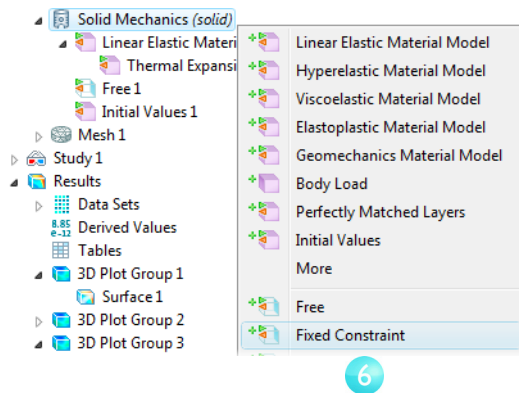 Solid Mechanics (solid)
Linear Elastic Materi
Thermal Expansi
Free 1
Initial Values 1
Mesh 1
Study 1
Results
Data Sets
8.85
e-12
Derived Values
Tables
3D Plot Group 1
Surface 1
3D Plot Group 2
3D Plot Group 3
Linear Elastic Material Model
Hyperelastic Material Model
Viscoelastic Material Model
Elastoplastic Material Model
Geomechanics Material Model
Body Load
Perfectly Matched Layers
Initial Values
More
Free
Fixed Constraint
6